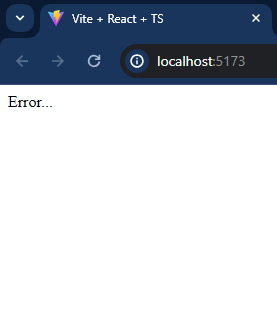 Vite + React + TS
localhost:5173
Error...